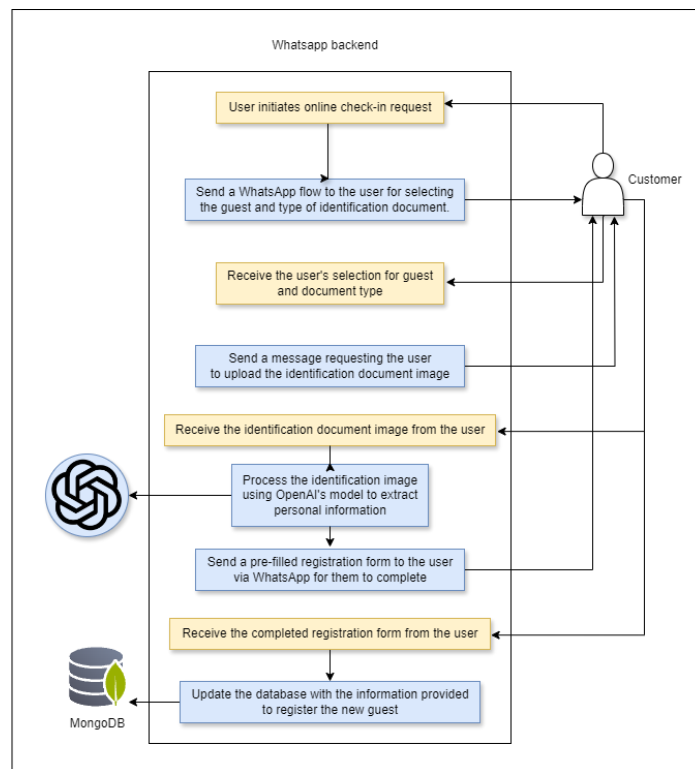 Whatsapp backend
User initiates online check-in request
Send a WhatsApp flow to the user for selecting
the guest and type of identification document.
Customer
Receive the user's selection for guest
and document type
Send a message requesting the user
to upload the identification document image
Receive the identification document image from the user
Process the identification image
using OpenAI's model to extract
personal information
Send a pre-filled registration form to the user
via WhatsApp for them to complete
Receive the completed registration form from the user
Update the database with the information provided
to register the new guest
MongoDB